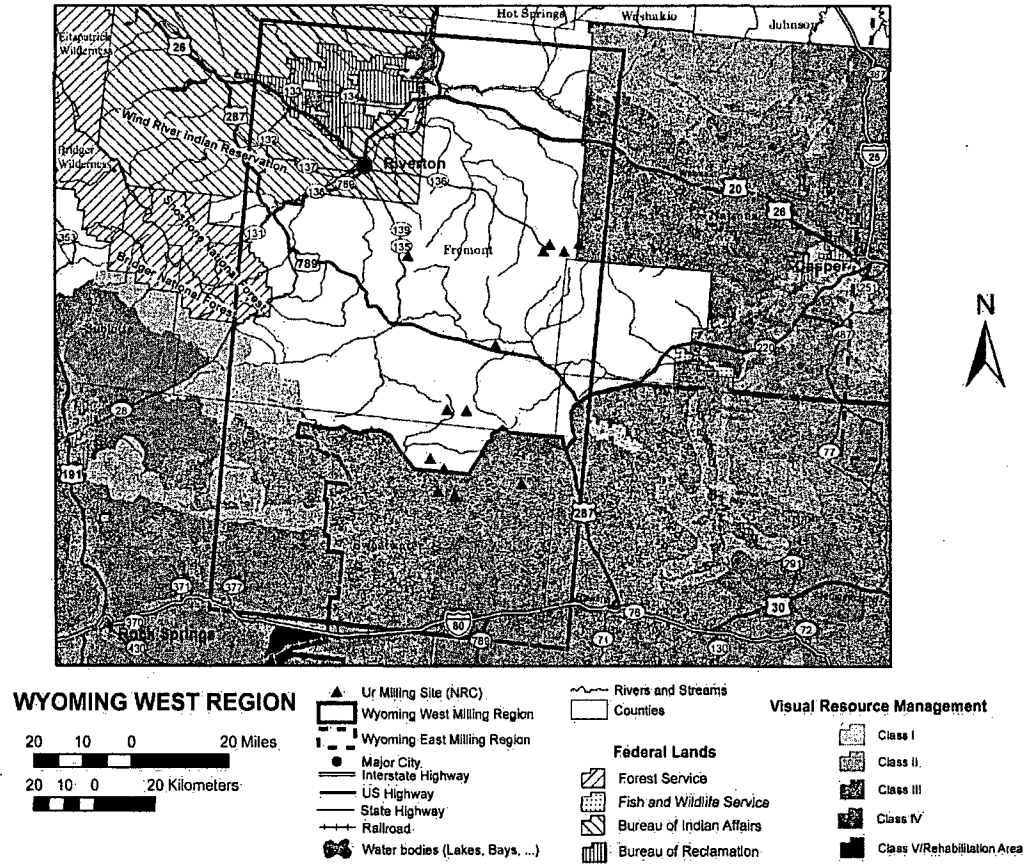 Hot Springs
Washakie
Johnson
Fitzpatrick
Wilderness
26
387
133
134
287
Wind River Indian Reservation
132
25
Bridger
Wilderness
137
Riverton
138
789
136
20
26
Shoshone National Forest
353
131
139
135
Fremont
Natrona
789
Casper
Bridger National Forest
251
Sublette
220
487
28
77
191
287
N
291
371
377
30
80
76
370
Rock Springs
430
789
71
72
130
WYOMING WEST REGION
20 10 0 20 Miles
20 10 0 20 Kilometers
Ur Milling Site (NRC)
Wyoming West Milling Region
Wyoming East Milling Region
Major City
Interstate Highway
US Highway
State Highway
Railroad
Water bodies (Lakes, Bays, ...)
Rivers and Streams
Counties
Federal Lands
Forest Service
Fish and Wildlife Service
Bureau of Indian Affairs
Bureau of Reclamation
Visual Resource Management
Class I
Class II
Class III
Class IV
Class V/Rehabilitation Area